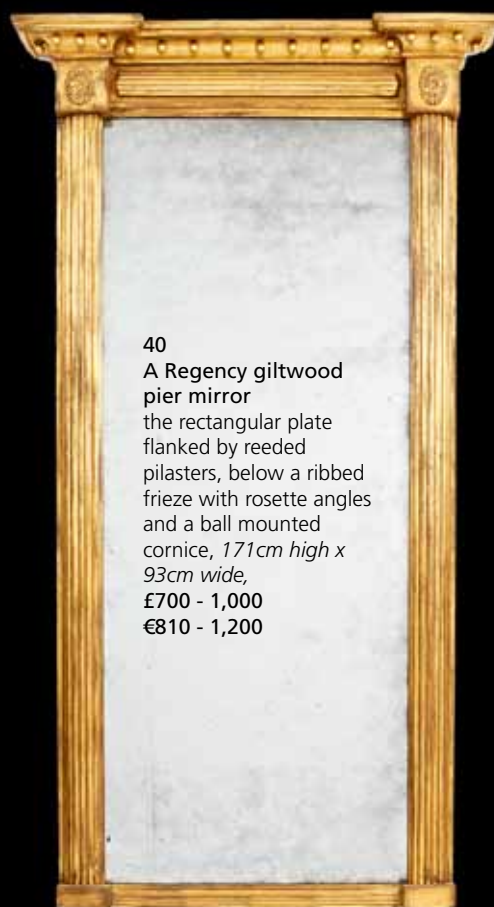 40
A Regency giltwood
pier mirror
the rectangular plate
flanked by reeded
pilasters, below a ribbed
frieze with rosette angles
and a ball mounted
cornice, 171cm high x
93cm wide,
£700 - 1,000
€810 - 1,200